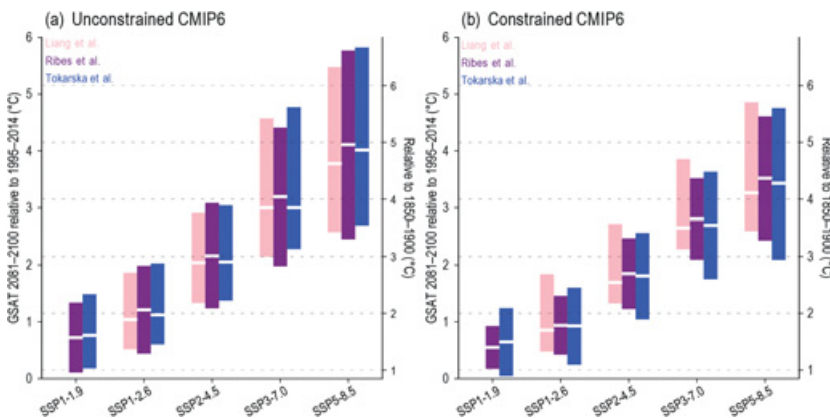 (a) Unconstrained CMIP6
Liang et al.
Ribes et al.
Tokarska et al.
GSAT 2081–2100 relative to 1995–2014 (°C)
6
5
4
3
2
1
0
6
5
4
3
2
1
Relative to 1850–1900 (°C)
SSP1-1.9
SSP1-2.6
SSP2-4.5
SSP3-7.0
SSP5-8.5
(b) Constrained CMIP6
Liang et al.
Ribes et al.
Tokarska et al.
GSAT 2081–2100 relative to 1995–2014 (°C)
6
5
4
3
2
1
0
6
5
4
3
2
1
Relative to 1850–1900 (°C)
SSP1-1.9
SSP1-2.6
SSP2-4.5
SSP3-7.0
SSP5-8.5